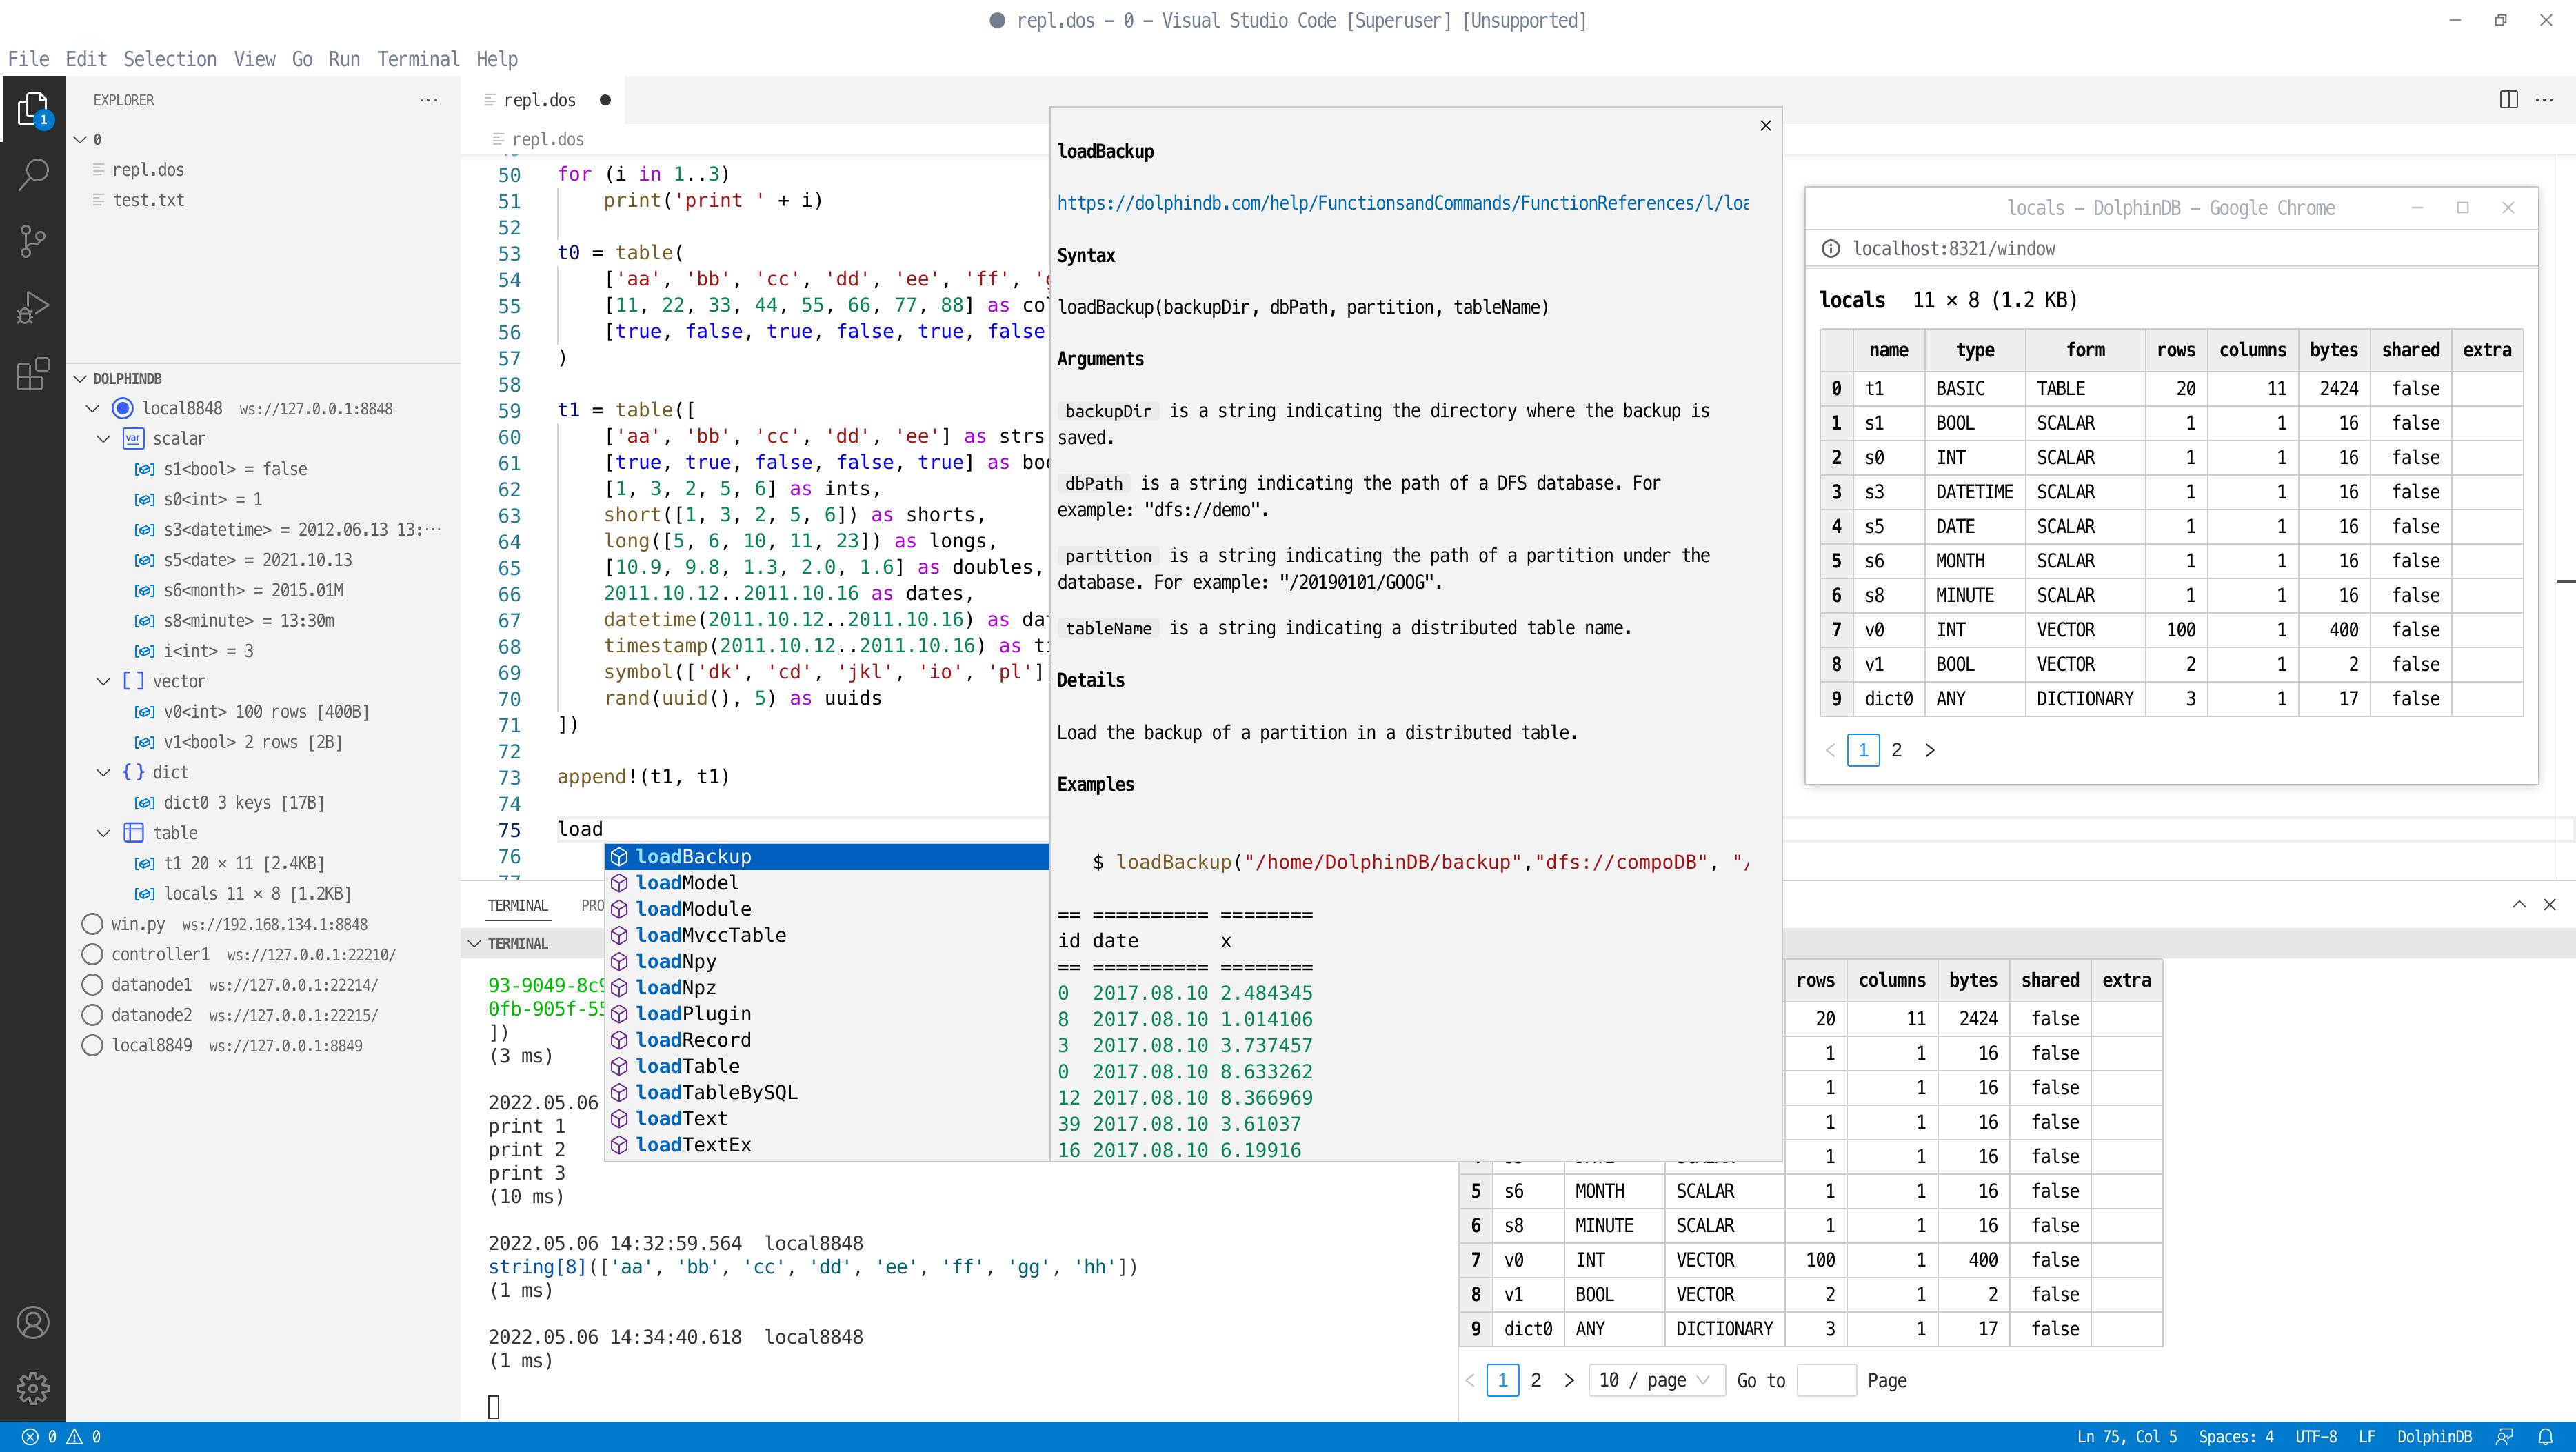 repl.dos - 0 - Visual Studio Code [Superuser] [Unsupported]
File Edit Selection View Go Run Terminal Help
1
EXPLORER
0
repl.dos
test.txt
DOLPHINDB
local8848 ws://127.0.0.1:8848
var scalar
s1<bool> = false
s0<int> = 1
s3<datetime> = 2012.06.13 13:···
s5<date> = 2021.10.13
s6<month> = 2015.01M
s8<minute> = 13:30m
i<int> = 3
[ ] vector
v0<int> 100 rows [400B]
v1<bool> 2 rows [2B]
{ } dict
dict0 3 keys [17B]
table
t1 20 × 11 [2.4KB]
locals 11 × 8 [1.2KB]
win.py ws://192.168.134.1:8848
controller1 ws://127.0.0.1:22210/
datanode1 ws://127.0.0.1:22214/
datanode2 ws://127.0.0.1:22215/
local8849 ws://127.0.0.1:8849
repl.dos
repl.dos
50 for (i in 1..3)
51 print('print ' + i)
52
53 t0 = table(
54 ['aa', 'bb', 'cc', 'dd', 'ee', 'ff', '
55 [11, 22, 33, 44, 55, 66, 77, 88] as co
56 [true, false, true, false, true, false
57 )
58
59 t1 = table([
60 ['aa', 'bb', 'cc', 'dd', 'ee'] as strs
61 [true, true, false, false, true] as boo
62 [1, 3, 2, 5, 6] as ints,
63 short([1, 3, 2, 5, 6]) as shorts,
64 long([5, 6, 10, 11, 23]) as longs,
65 [10.9, 9.8, 1.3, 2.0, 1.6] as doubles,
66 2011.10.12..2011.10.16 as dates,
67 datetime(2011.10.12..2011.10.16) as dat
68 timestamp(2011.10.12..2011.10.16) as ti
69 symbol(['dk', 'cd', 'jkl', 'io', 'pl']
70 rand(uuid(), 5) as uuids
71 ])
72
73 append!(t1, t1)
74
75 load
76
loadBackup
loadModel
loadModule
loadMvccTable
loadNpy
loadNpz
loadPlugin
loadRecord
loadTable
loadTableBySQL
loadText
loadTextEx
loadBackup
https://dolphindb.com/help/FunctionsandCommands/FunctionReferences/l/loa
Syntax
loadBackup(backupDir, dbPath, partition, tableName)
Arguments
backupDir is a string indicating the directory where the backup is
saved.
dbPath is a string indicating the path of a DFS database. For
example: "dfs://demo".
partition is a string indicating the path of a partition under the
database. For example: "/20190101/GOOG".
tableName is a string indicating a distributed table name.
Details
Load the backup of a partition in a distributed table.
Examples
$ loadBackup("/home/DolphinDB/backup","dfs://compoDB", "/
== ========== ========
id date x
== ========== ========
0 2017.08.10 2.484345
8 2017.08.10 1.014106
3 2017.08.10 3.737457
0 2017.08.10 8.633262
12 2017.08.10 8.366969
39 2017.08.10 3.61037
16 2017.08.10 6.19916
locals - DolphinDB - Google Chrome
localhost:8321/window
locals 11 × 8 (1.2 KB)
name type form rows columns bytes shared extra
0 t1 BASIC TABLE 20 11 2424 false
1 s1 BOOL SCALAR 1 1 16 false
2 s0 INT SCALAR 1 1 16 false
3 s3 DATETIME SCALAR 1 1 16 false
4 s5 DATE SCALAR 1 1 16 false
5 s6 MONTH SCALAR 1 1 16 false
6 s8 MINUTE SCALAR 1 1 16 false
7 v0 INT VECTOR 100 1 400 false
8 v1 BOOL VECTOR 2 1 2 false
9 dict0 ANY DICTIONARY 3 1 17 false
< 1 2 >
TERMINAL PRO
TERMINAL
93-9049-8c9
0fb-905f-55
])
(3 ms)
2022.05.06
print 1
print 2
print 3
(10 ms)
2022.05.06 14:32:59.564 local8848
string[8](['aa', 'bb', 'cc', 'dd', 'ee', 'ff', 'gg', 'hh'])
(1 ms)
2022.05.06 14:34:40.618 local8848
(1 ms)
rows columns bytes shared extra
20 11 2424 false
1 1 16 false
1 1 16 false
1 1 16 false
1 1 16 false
5 s6 MONTH SCALAR 1 1 16 false
6 s8 MINUTE SCALAR 1 1 16 false
7 v0 INT VECTOR 100 1 400 false
8 v1 BOOL VECTOR 2 1 2 false
9 dict0 ANY DICTIONARY 3 1 17 false
< 1 2 > 10 / page Go to Page
0 0
Ln 75, Col 5 Spaces: 4 UTF-8 LF DolphinDB